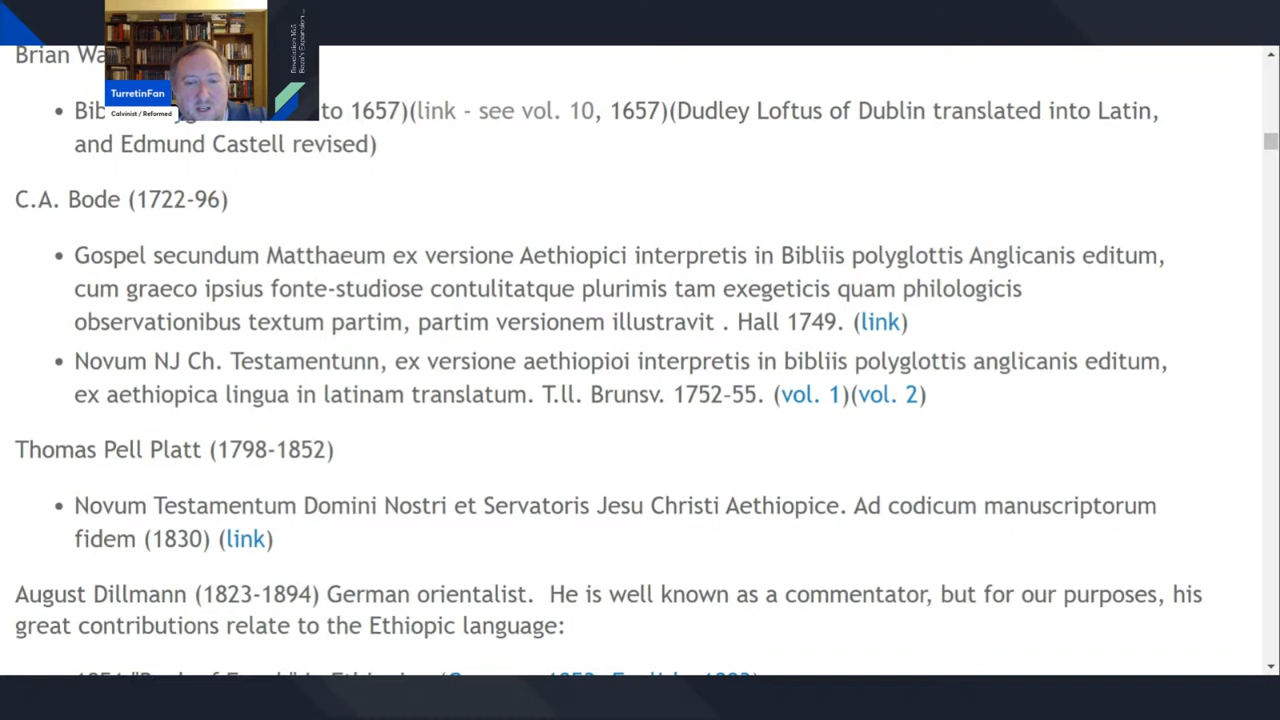 Revelation 16:5
Beza's Expansion ...
TurretinFan
Calvinist / Reformed
Brian Wa
• Bib to 1657)(link - see vol. 10, 1657)(Dudley Loftus of Dublin translated into Latin,
and Edmund Castell revised)
C.A. Bode (1722-96)
• Gospel secundum Matthaeum ex versione Aethiopici interpretis in Bibliis polyglottis Anglicanis editum,
cum graeco ipsius fonte-studiose contulitatque plurimis tam exegeticis quam philologicis
observationibus textum partim, partim versionem illustravit . Hall 1749. (link)
• Novum NJ Ch. Testamentunn, ex versione aethiopioi interpretis in bibliis polyglottis anglicanis editum,
ex aethiopica lingua in latinam translatum. T.ll. Brunsv. 1752-55. (vol. 1)(vol. 2)
Thomas Pell Platt (1798-1852)
• Novum Testamentum Domini Nostri et Servatoris Jesu Christi Aethiopice. Ad codicum manuscriptorum
fidem (1830) (link)
August Dillmann (1823-1894) German orientalist. He is well known as a commentator, but for our purposes, his
great contributions relate to the Ethiopic language: